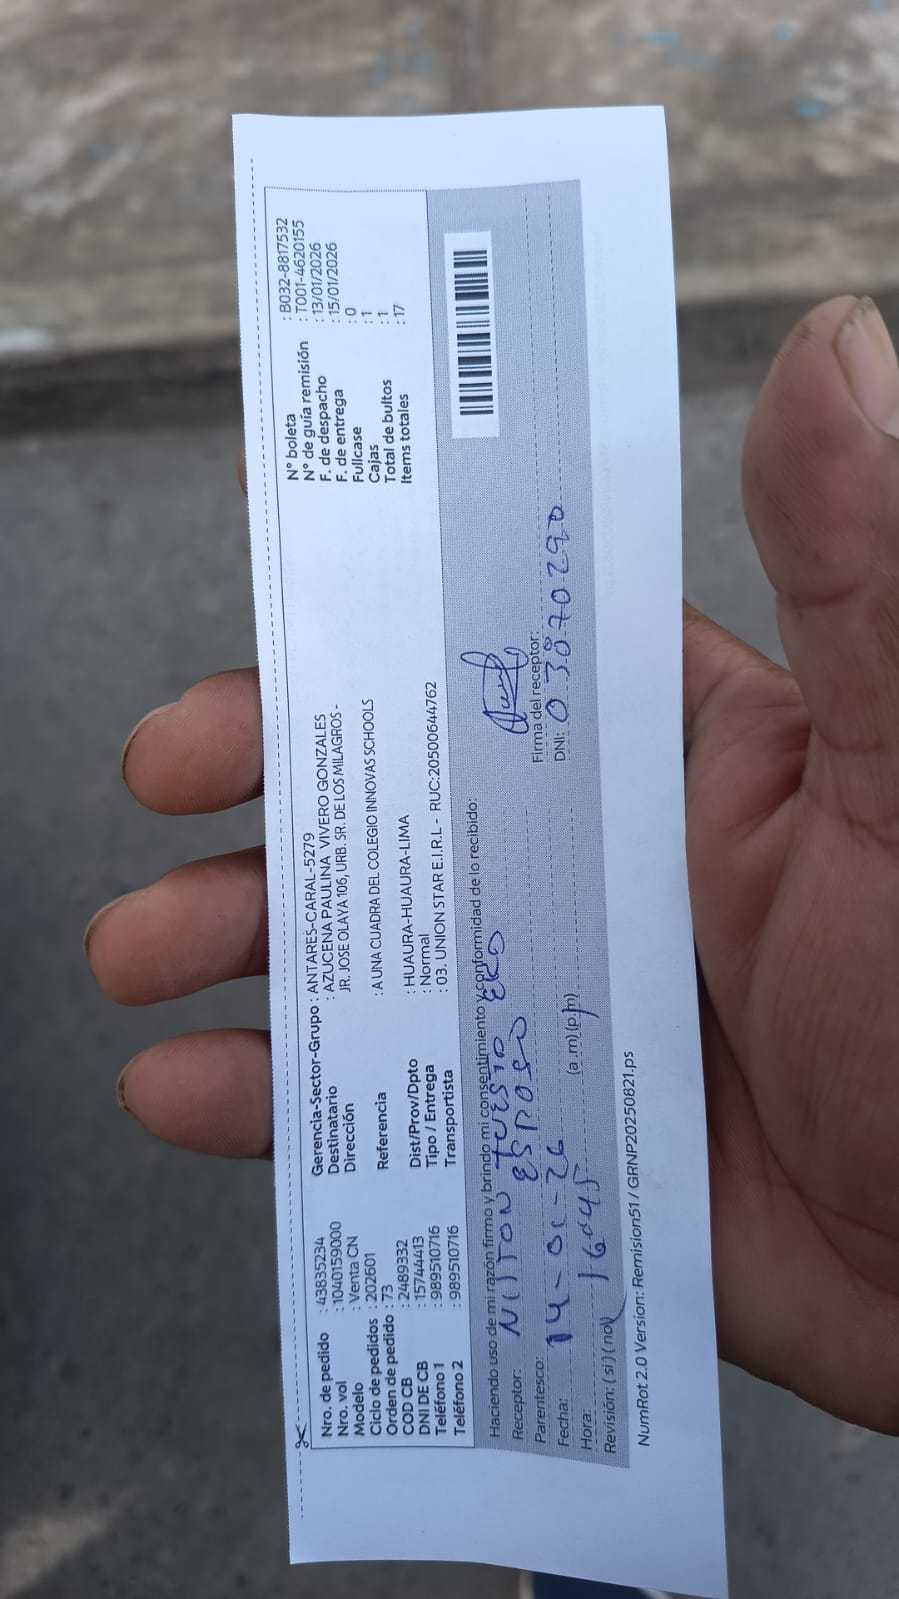 Nro. de pedido : 43835234
Nro. vol : 1040159000
Modelo : Venta CN
Ciclo de pedidos : 202601
Orden de pedido : 73
COD CB : 2489332
DNI DE CB : 15744413
Teléfono 1 : 989510716
Teléfono 2 : 989510716
Gerencia-Sector-Grupo : ANTARES-CARAL-5279
Destinatario : AZUCENA PAULINA VIVERO GONZALES
Dirección JR. JOSE OLAYA 106, URB. SR. DE LOS MILAGROS -
Referencia : A UNA CUADRA DEL COLEGIO INNOVAS SCHOOLS
Dist/Prov/Dpto : HUAURA-HUAURA-LIMA
Tipo / Entrega : Normal
Transportista : 03. UNION STAR E.I.R.L - RUC:20500644762
N° boleta : B032-8817532
N° de guía remisión : T001-4620155
F. de despacho : 13/01/2026
F. de entrega : 15/01/2026
Fullcase : 0
Cajas : 1
Total de bultos : 1
Items totales : 17
Haciendo uso de mi razón firmo y brindo mi consentimiento y conformidad de lo recibido:
Receptor: NILTON
Parentesco: ESPOSO
Fecha: 14-01-26
Hora: 16:45 (a.m) (p.m)
Revisión: ( si ) ( no )
Firma del receptor:
DNI: 03870290
NumRot 2.0 Version: Remision51 / GRNP20250821.ps